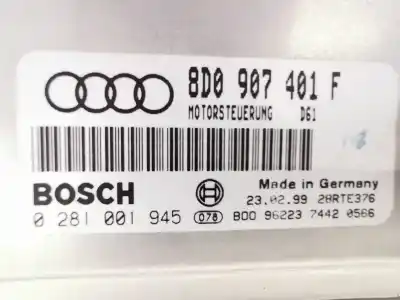 8D0 907 401 F
MOTORSTEUERUNG D61
BOSCH
Made in Germany
23.02.99 28RTE376
0 281 001 945 D78 800 96223 7442 0566